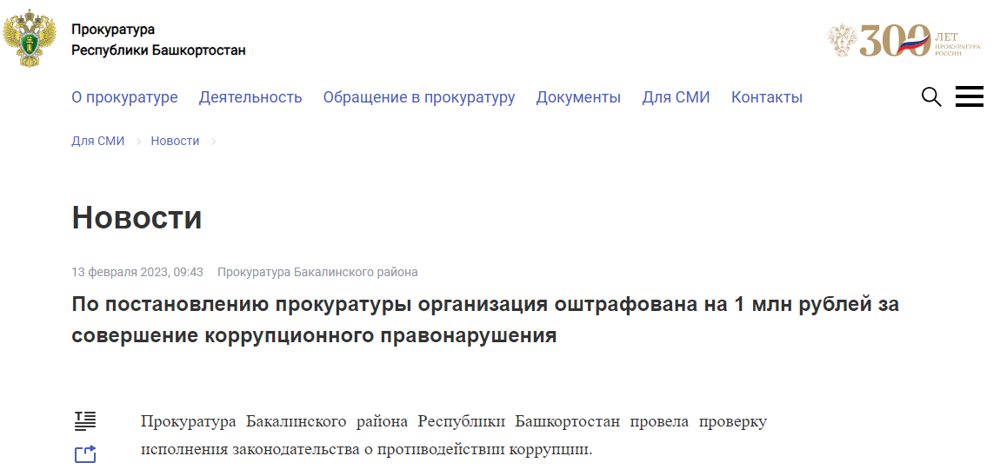 Прокуратура
Республики Башкортостан
300 ЛЕТ
ПРОКУРАТУРА
РОССИИ
О прокуратуре Деятельность Обращение в прокуратуру Документы Для СМИ Контакты
Для СМИ Новости
Новости
13 февраля 2023, 09:43 Прокуратура Бакалинского района
По постановлению прокуратуры организация оштрафована на 1 млн рублей за
совершение коррупционного правонарушения
Прокуратура Бакалинского района Республики Башкортостан провела проверку
исполнения законодательства о противодействии коррупции.